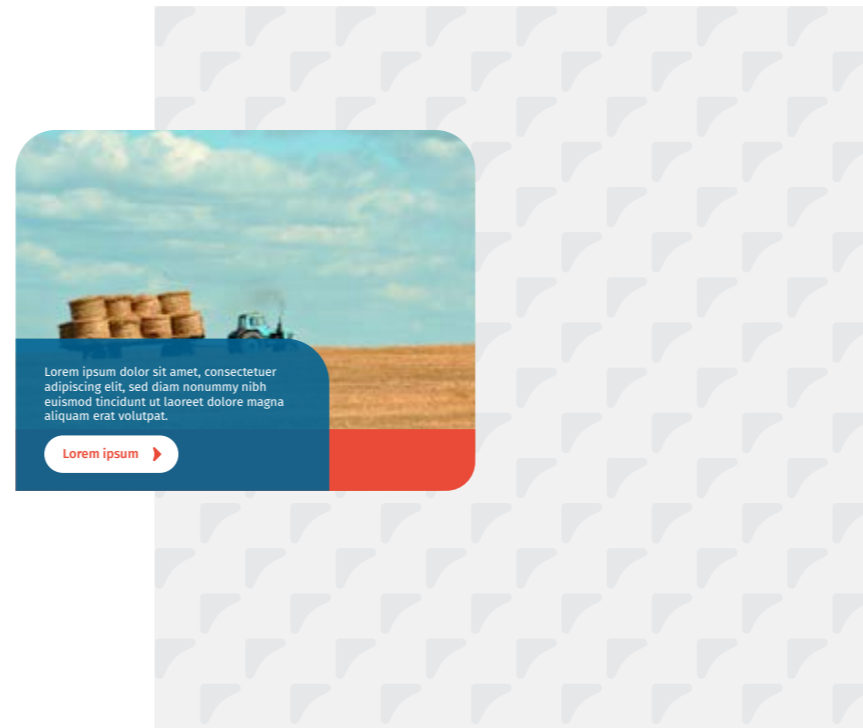 Lorem ipsum dolor sit amet, consectetuer
adipiscing elit, sed diam nonummy nibh
euismod tincidunt ut laoreet dolore magna
aliquam erat volutpat.
Lorem ipsum